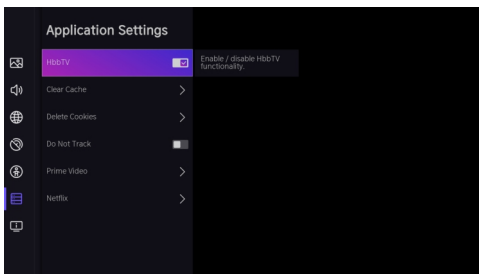 Application Settings
HbbTV
Enable / disable HbbTV
functionality.
Clear Cache
Delete Cookies
Do Not Track
Prime Video
Netflix